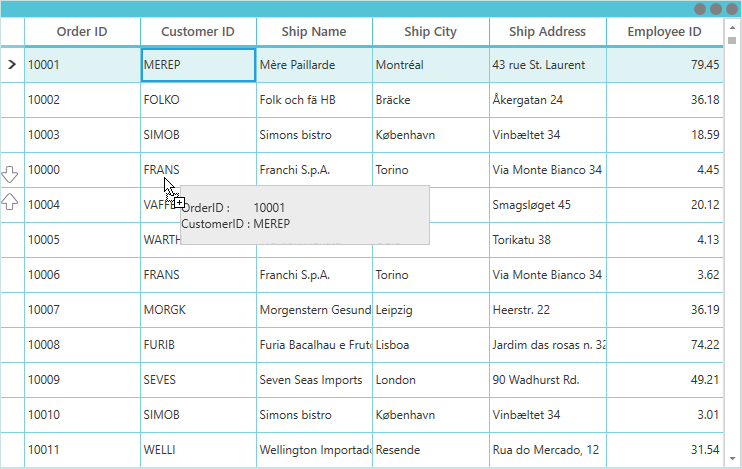 Order ID Customer ID Ship Name Ship City Ship Address Employee ID
10001 MEREP Mère Paillarde Montréal 43 rue St. Laurent 79.45
10002 FOLKO Folk och fä HB Bräcke Åkergatan 24 36.18
10003 SIMOB Simons bistro København Vinbæltet 34 18.59
10000 FRANS Franchi S.p.A. Torino Via Monte Bianco 34 4.45
10004 Smagsløget 45 20.12
OrderID : 10001
CustomerID : MEREP
10005 WARTH Torikatu 38 4.13
10006 FRANS Franchi S.p.A. Torino Via Monte Bianco 34 3.62
10007 MORGK Morgenstern Gesund Leipzig Heerstr. 22 36.19
10008 FURIB Furia Bacalhau e Frut Lisboa Jardim das rosas n. 32 74.22
10009 SEVES Seven Seas Imports London 90 Wadhurst Rd. 49.21
10010 SIMOB Simons bistro København Vinbæltet 34 3.01
10011 WELLI Wellington Importado Resende Rua do Mercado, 12 31.54